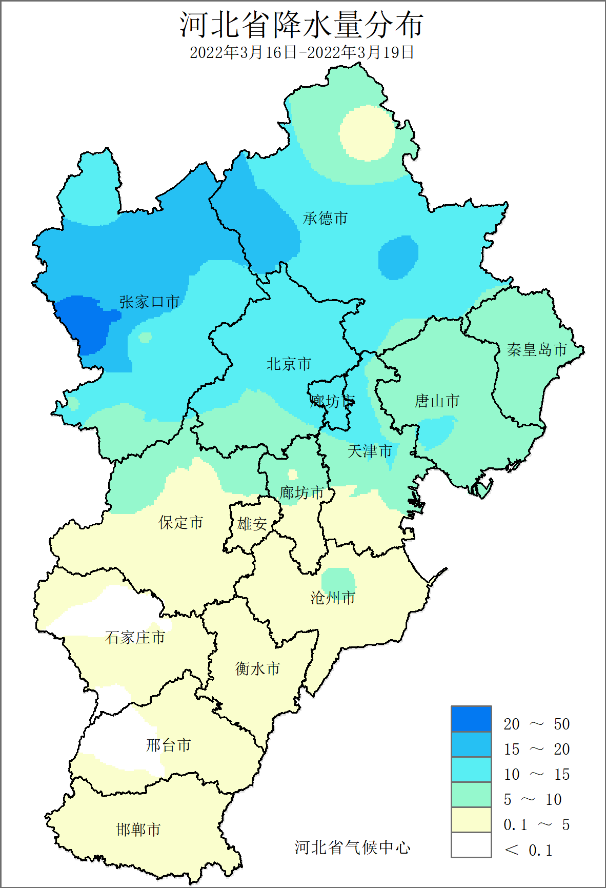 河北省降水量分布
2022年3月16日-2022年3月19日
承德市
张家口市
秦皇岛市
北京市
廊坊市
唐山市
天津市
廊坊市
保定市
雄安
沧州市
石家庄市
衡水市
邢台市
邯郸市
20 ～ 50
15 ～ 20
10 ～ 15
5 ～ 10
0.1 ～ 5
＜ 0.1
河北省气候中心